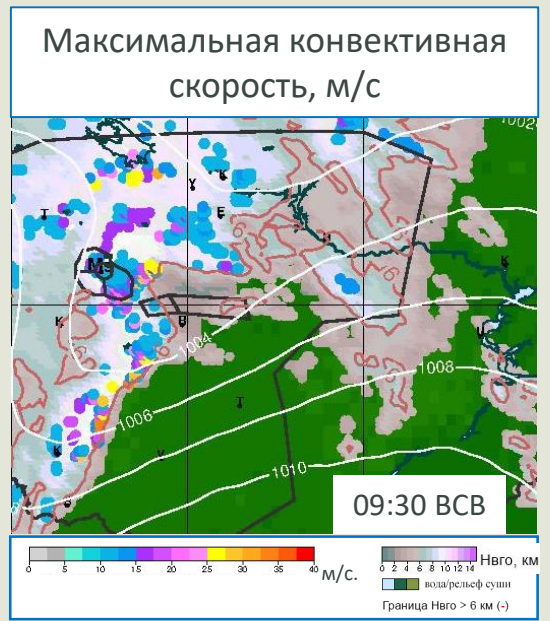 Максимальная конвективная
скорость, м/с
1002
У
Т
Е
М
К
К
В
1004
1008
1006
Т
К
1010
09:30 ВСВ
0 5 10 15 20 25 30 35 40 м/с.
0 2 4 6 8 10 12 14 Нвго, км
вода/рельеф суши
Граница Нвго > 6 км (-)